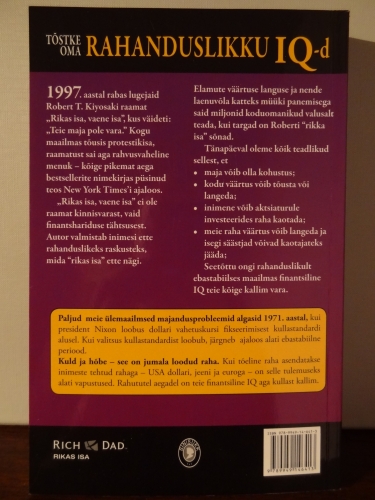 TÕSTKE
OMA RAHANDUSLIKKU IQ-d
1997. aastal rabas lugejaid
Robert T. Kiyosaki raamat
„Rikas isa, vaene isa”, kus väideti:
„Teie maja pole vara.” Kogu
maailmas tõusis protestikisa,
raamatust sai aga rahvusvaheline
menuk – kõige pikemat aega
bestsellerite nimekirjas püsinud
teos New York Times’i ajaloos.
„Rikas isa, vaene isa” ei ole
raamat kinnisvarast, vaid
finantshariduse tähtsusest.
Autor valmistab inimesi ette
rahanduslikeks raskusteks,
mida “rikas isa” ette nägi.
Elamute väärtuse languse ja nende
laenuvõla katteks müüki panemisega
said miljonid koduomanikud valusalt
teada, kui targad on Roberti “rikka
isa” sõnad.
Tänapäeval oleme kõik teadlikud
sellest, et
• maja võib olla kohustus;
• kodu väärtus võib tõusta või
langeda;
• inimene võib aktsiaturule
investeerides raha kaotada;
• meie raha väärtus võib langeda ja
isegi säästjad võivad kaotajateks
jääda;
Seetõttu ongi rahanduslikult
ebastabiilses maailmas finantsiline
IQ teie kõige kallim vara.
Paljud meie ülemaailmsed majandusprobleemid algasid 1971. aastal, kui
president Nixon loobus dollari vahetuskursi fikseerimisest kullastandardi
alusel. Kui valitsus kullastandardist loobub, järgneb ajaloos alati ebastabiilne
periood.
Kuld ja hõbe – see on jumala loodud raha. Kui tõeline raha asendatakse
inimeste tehtud rahaga – USA dollari, jeeni ja euroga – on selle tulemuseks
alati vapustused. Rahututel aegadel on teie finantsiline IQ aga kullast kallim.
RICH DAD
RIKAS ISA